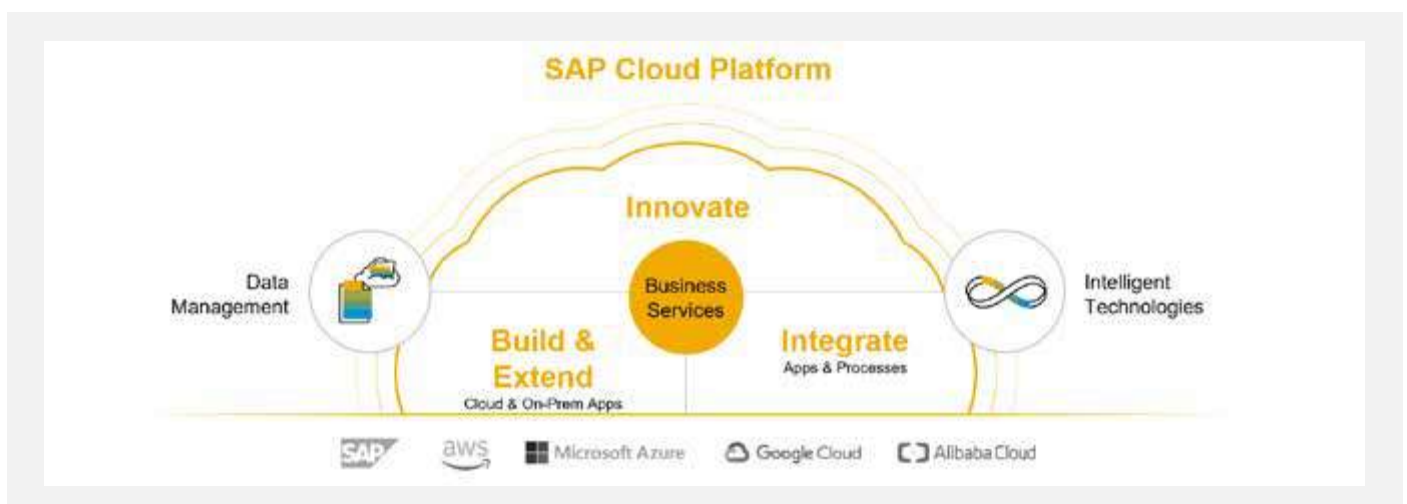 SAP Cloud Platform
Innovate
Data
Management
Business
Services
Intelligent
Technologies
Build &
Extend
Cloud & On-Prem Apps
Integrate
Apps & Processes
SAP
aws
Microsoft Azure
Google Cloud
Alibaba Cloud